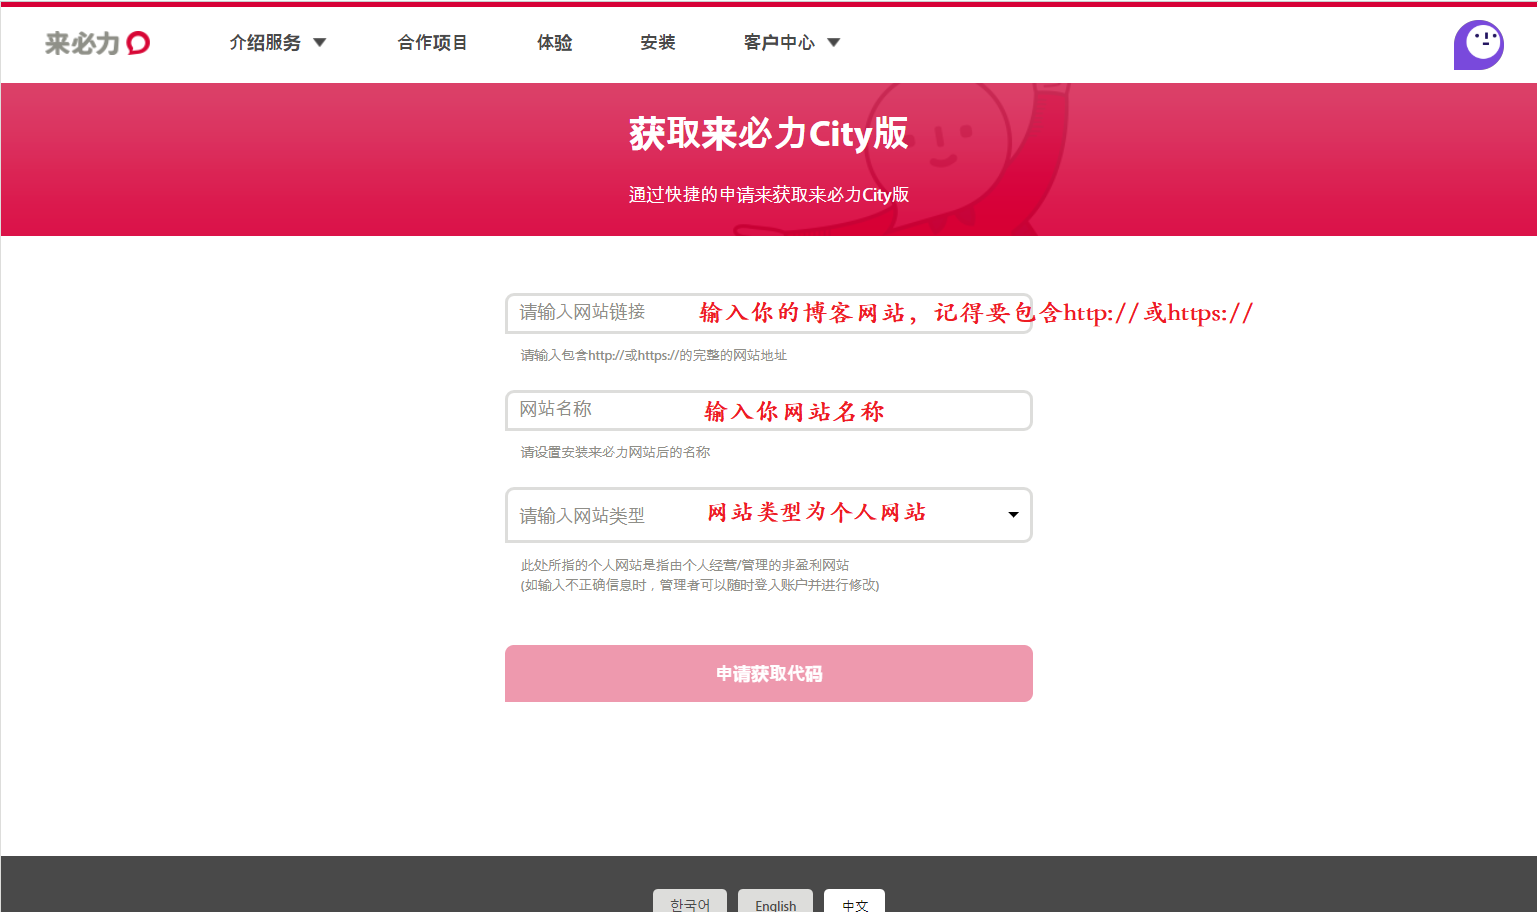 来必力
介绍服务 合作项目 体验 安装 客户中心
获取来必力City版
通过快捷的申请来获取来必力City版
请输入网站链接 输入你的博客网站，记得要包含http://或https://
请输入包含http://或https://的完整的网站地址
网站名称 输入你网站名称
请设置安装来必力网站后的名称
请输入网站类型 网站类型为个人网站
此处所指的个人网站是指由个人经营/管理的非盈利网站
(如输入不正确信息时，管理者可以随时登入账户并进行修改)
申请获取代码
한국어 English 中文